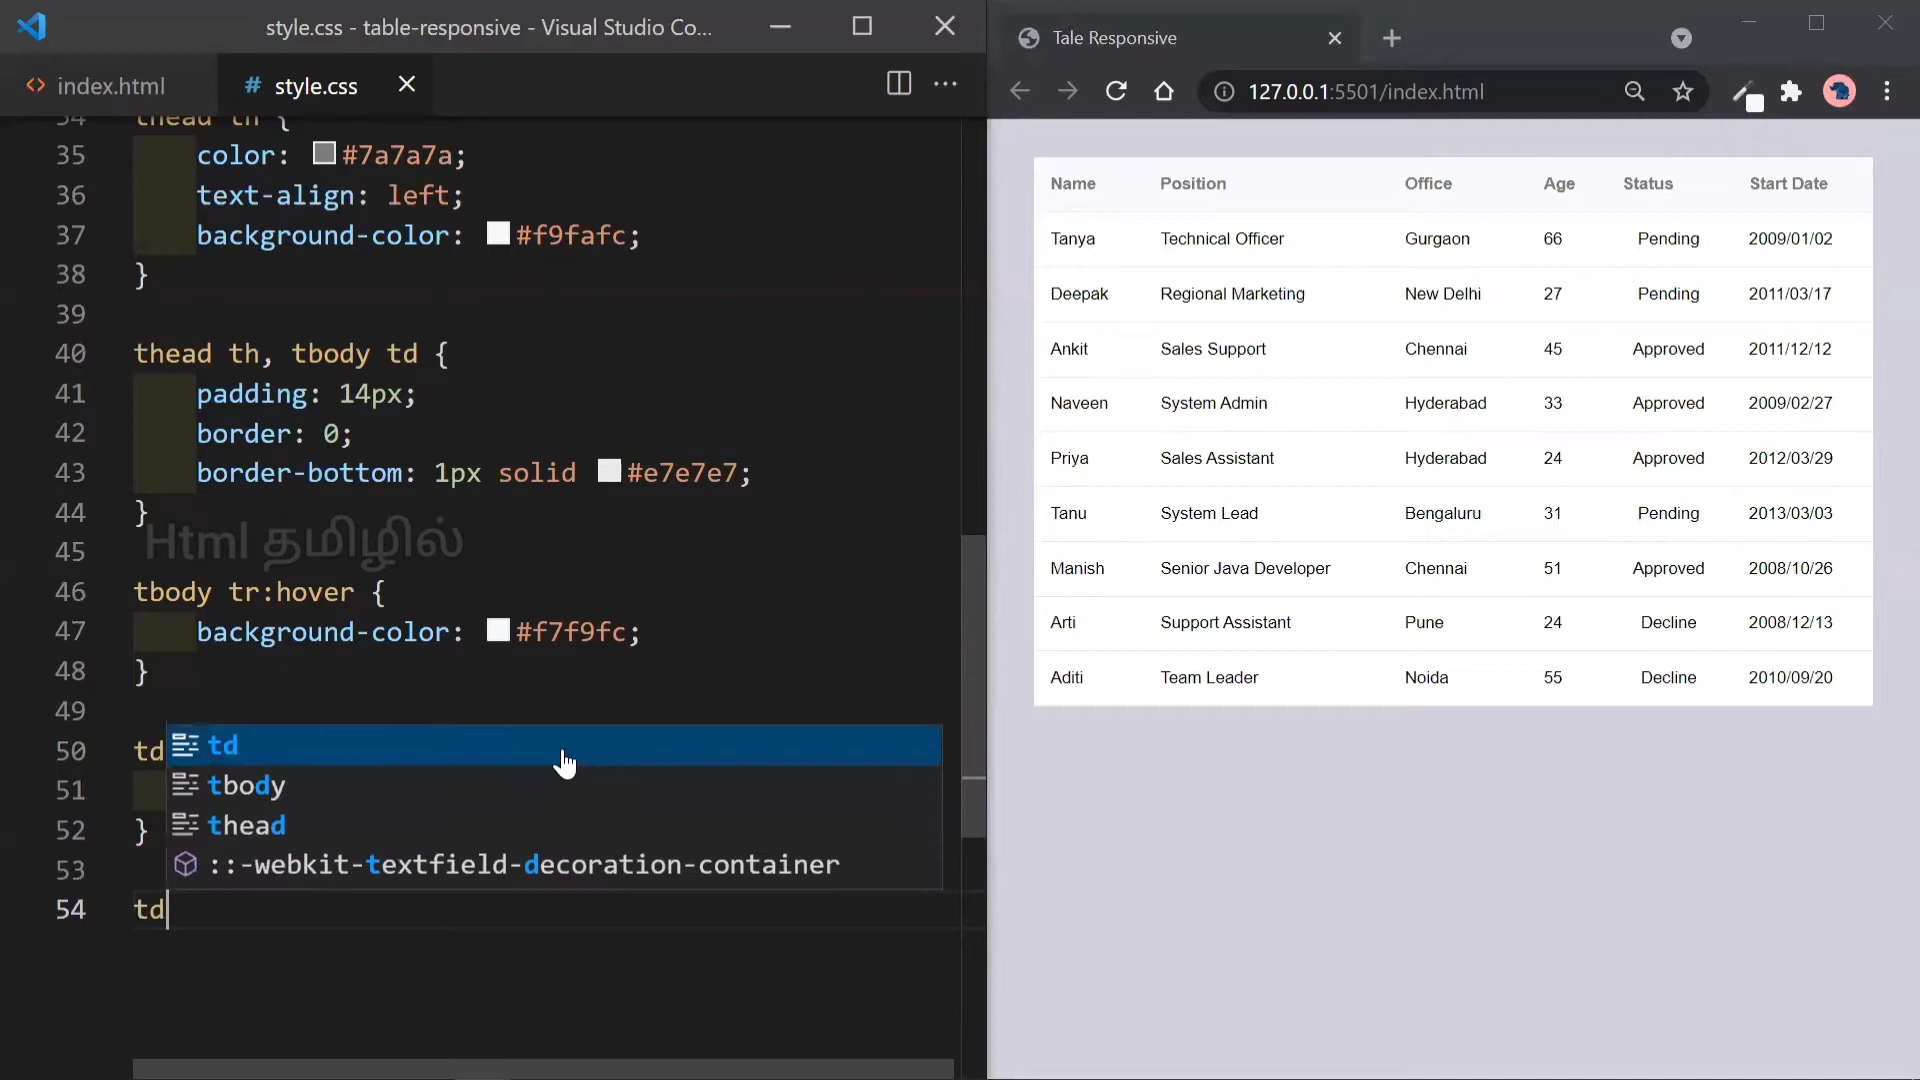 style.css - table-responsive - Visual Studio Co...
index.html
# style.css
34 thead th {
35 color: #7a7a7a;
36 text-align: left;
37 background-color: #f9fafc;
38 }
39
40 thead th, tbody td {
41 padding: 14px;
42 border: 0;
43 border-bottom: 1px solid #e7e7e7;
44 }
Html தமிழில்
45
46 tbody tr:hover {
47 background-color: #f7f9fc;
48 }
49
50 td
td
51
tbody
52 }
thead
53
::-webkit-textfield-decoration-container
54 td
Tale Responsive
127.0.0.1:5501/index.html
Name Position Office Age Status Start Date
Tanya Technical Officer Gurgaon 66 Pending 2009/01/02
Deepak Regional Marketing New Delhi 27 Pending 2011/03/17
Ankit Sales Support Chennai 45 Approved 2011/12/12
Naveen System Admin Hyderabad 33 Approved 2009/02/27
Priya Sales Assistant Hyderabad 24 Approved 2012/03/29
Tanu System Lead Bengaluru 31 Pending 2013/03/03
Manish Senior Java Developer Chennai 51 Approved 2008/10/26
Arti Support Assistant Pune 24 Decline 2008/12/13
Aditi Team Leader Noida 55 Decline 2010/09/20